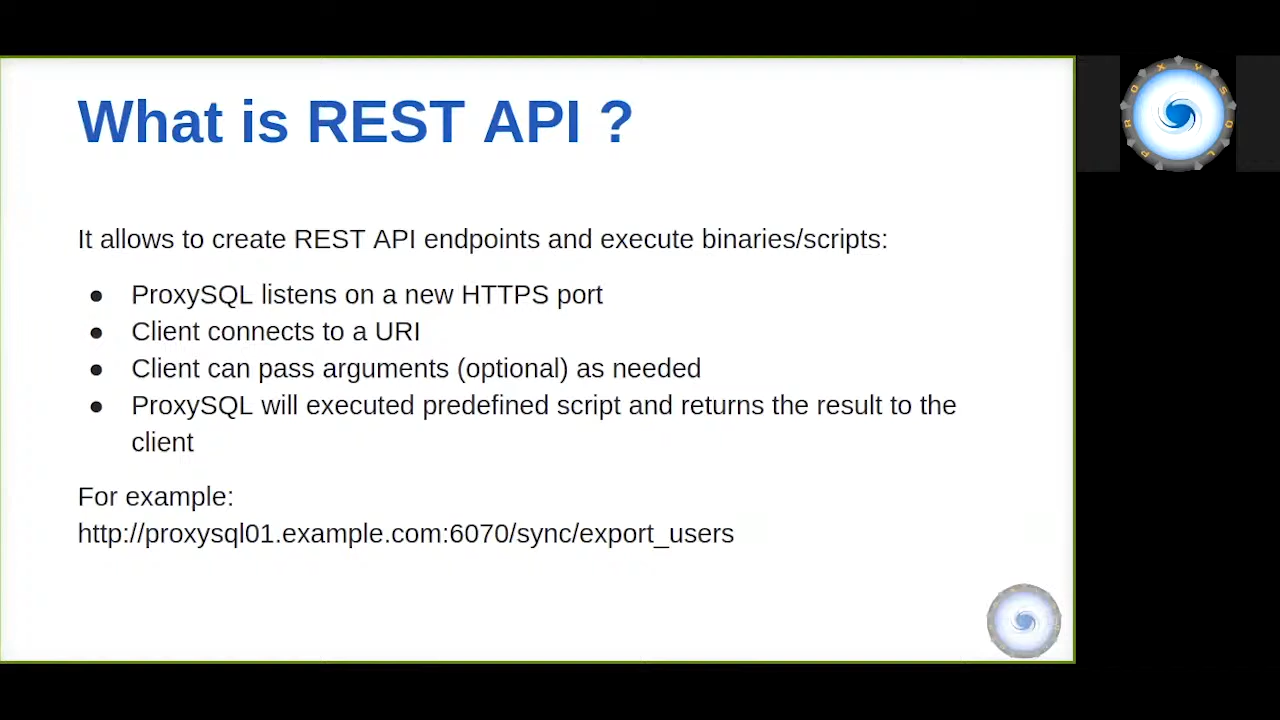 What is REST API ?
It allows to create REST API endpoints and execute binaries/scripts:
● ProxySQL listens on a new HTTPS port
● Client connects to a URI
● Client can pass arguments (optional) as needed
● ProxySQL will executed predefined script and returns the result to the
client
For example:
http://proxysql01.example.com:6070/sync/export_users
PROXYSQL